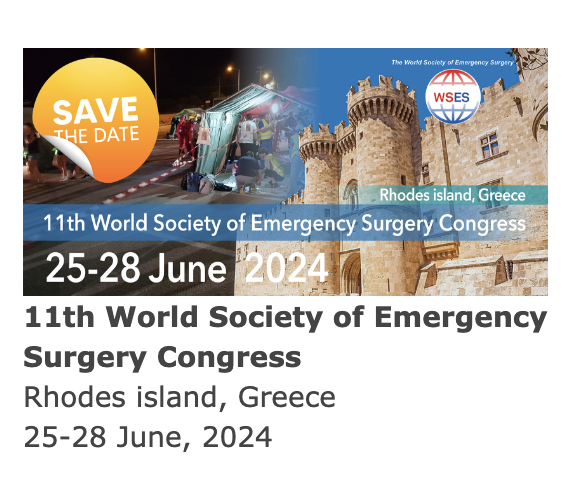 The World Society of Emergency Surgery
WSES
SAVE
THE DATE
Rhodes island, Greece
11th World Society of Emergency Surgery Congress
25-28 June 2024
11th World Society of Emergency
Surgery Congress
Rhodes island, Greece
25-28 June, 2024